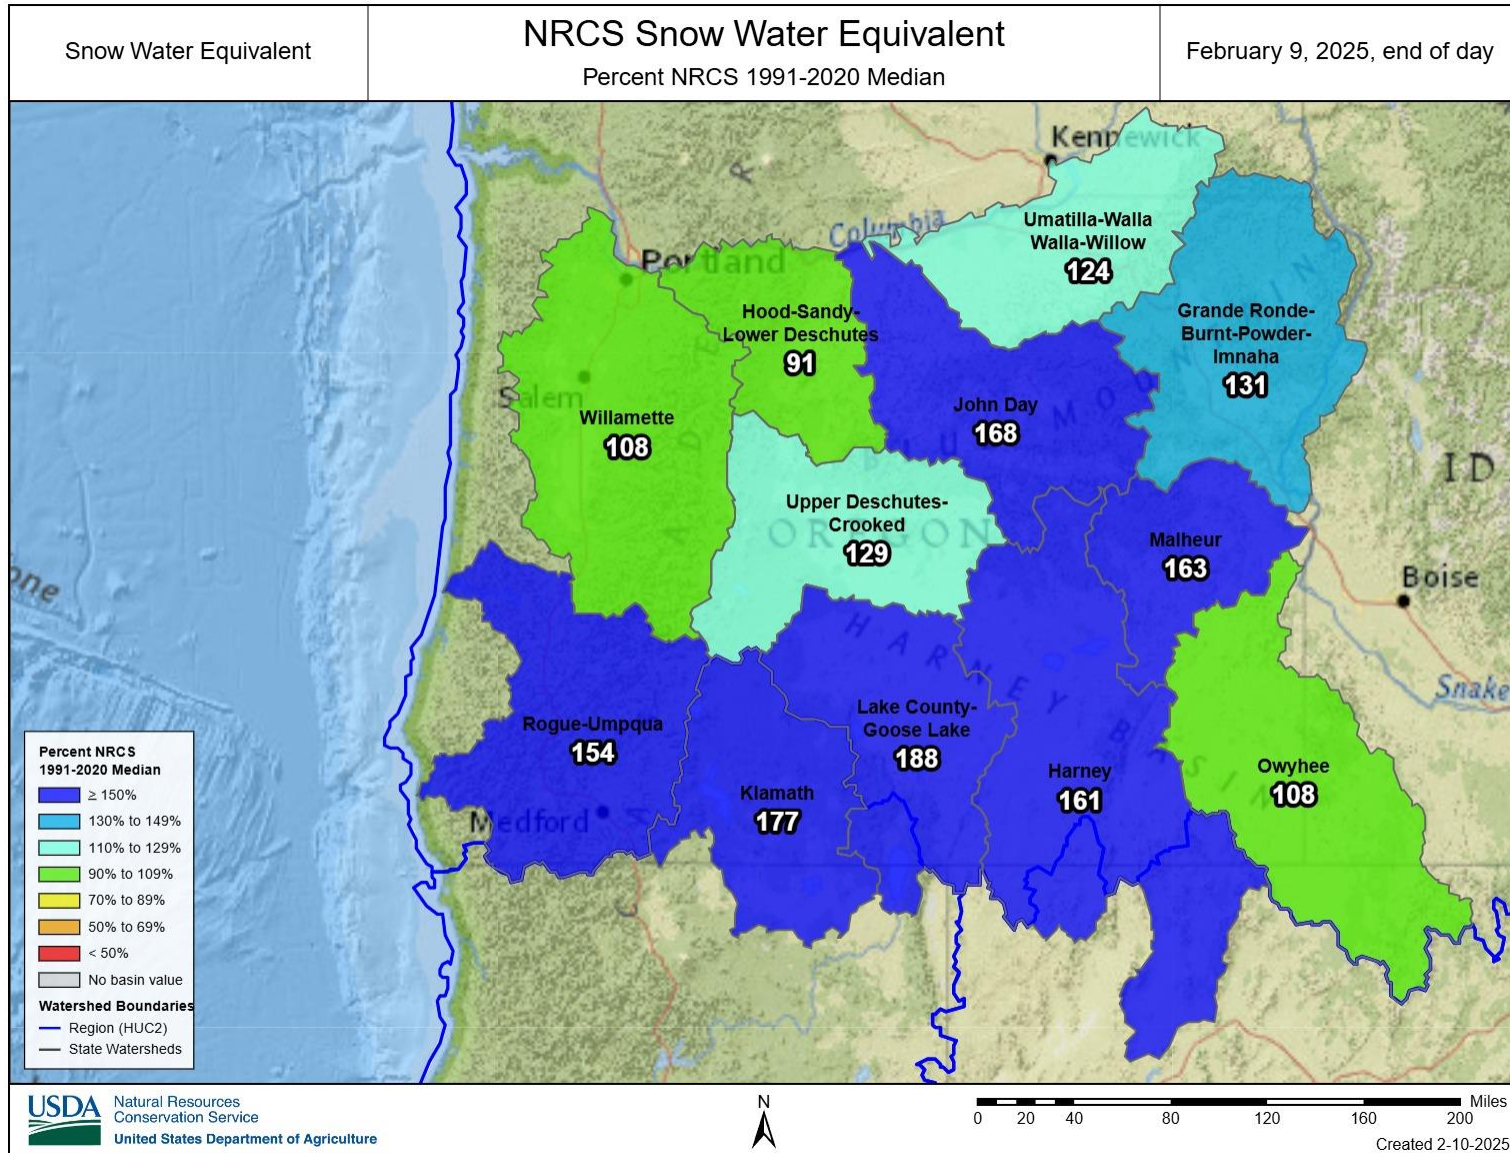 Snow Water Equivalent
NRCS Snow Water Equivalent
Percent NRCS 1991-2020 Median
February 9, 2025, end of day
Kennewick
Columbia
Umatilla-Walla
Walla-Willow
124
Portland
Hood-Sandy-
Lower Deschutes
91
Grande Ronde-
Burnt-Powder-
Imnaha
131
Salem
Willamette
108
John Day
168
ID
Upper Deschutes-
Crooked
129
OREGON
Malheur
163
Boise
HARNEY BASIN
Snake
Rogue-Umpqua
154
Medford
Klamath
177
Lake County-
Goose Lake
188
Harney
161
Owyhee
108
Percent NRCS
1991-2020 Median
≥ 150%
130% to 149%
110% to 129%
90% to 109%
70% to 89%
50% to 69%
< 50%
No basin value
Watershed Boundaries
Region (HUC2)
State Watersheds
USDA
Natural Resources
Conservation Service
United States Department of Agriculture
N
Miles
0 20 40 80 120 160 200
Created 2-10-2025